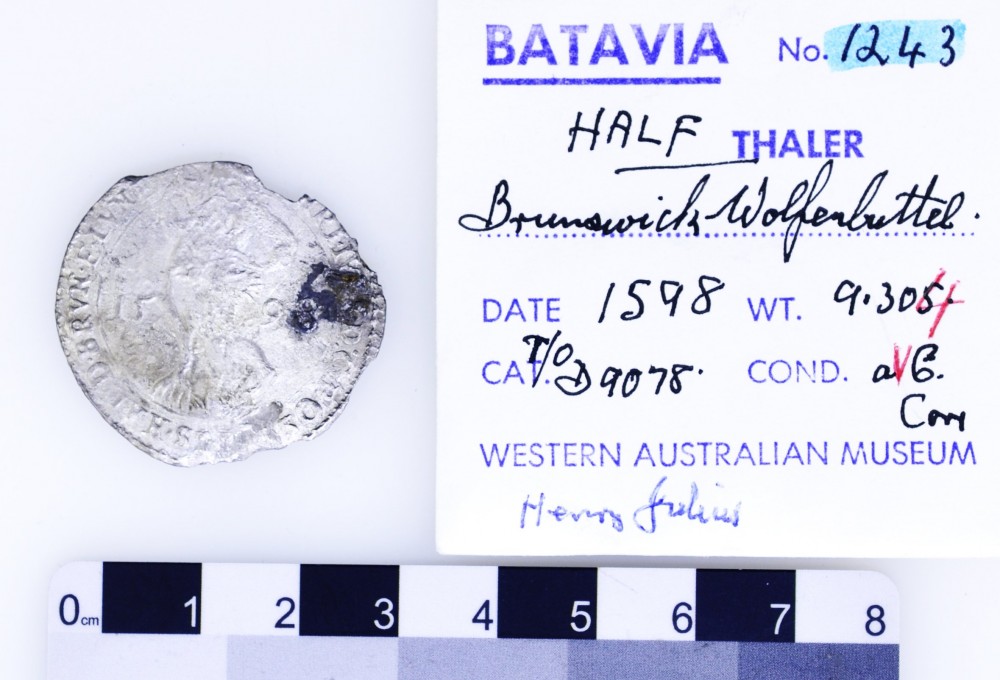 BATAVIA No. 1243
HALF THALER
Brunswick-Wolfenbuttel.
DATE 1598 WT. 9.305.
CAT. T/O D9078. COND. aVG.
Corr
WESTERN AUSTRALIAN MUSEUM
Henry Julius
0cm 1 2 3 4 5 6 7 8